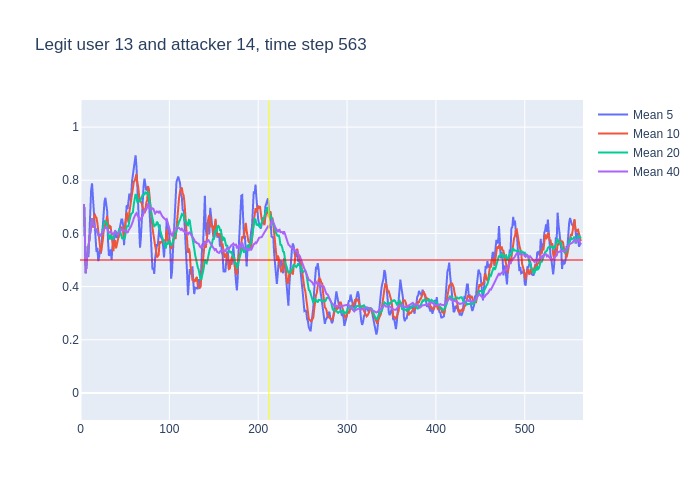 Legit user 13 and attacker 14, time step 563
Mean 5
Mean 10
Mean 20
Mean 40
1
0.8
0.6
0.4
0.2
0
0 100 200 300 400 500